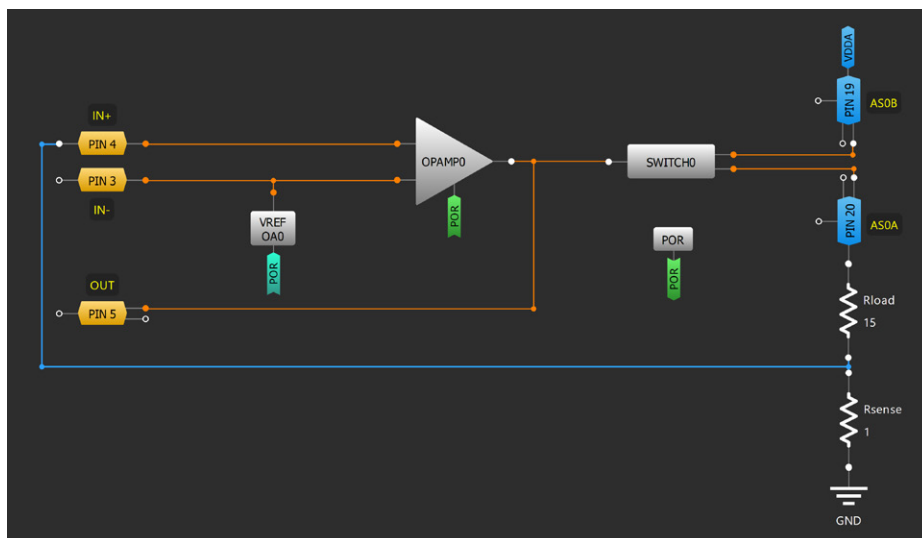 VDDA
PIN 19
AS0B
IN+
PIN 4
OPAMP0
SWITCH0
PIN 3
IN-
VREF
OA0
POR
POR
POR
POR
PIN 20
AS0A
OUT
PIN 5
Rload
15
Rsense
1
GND